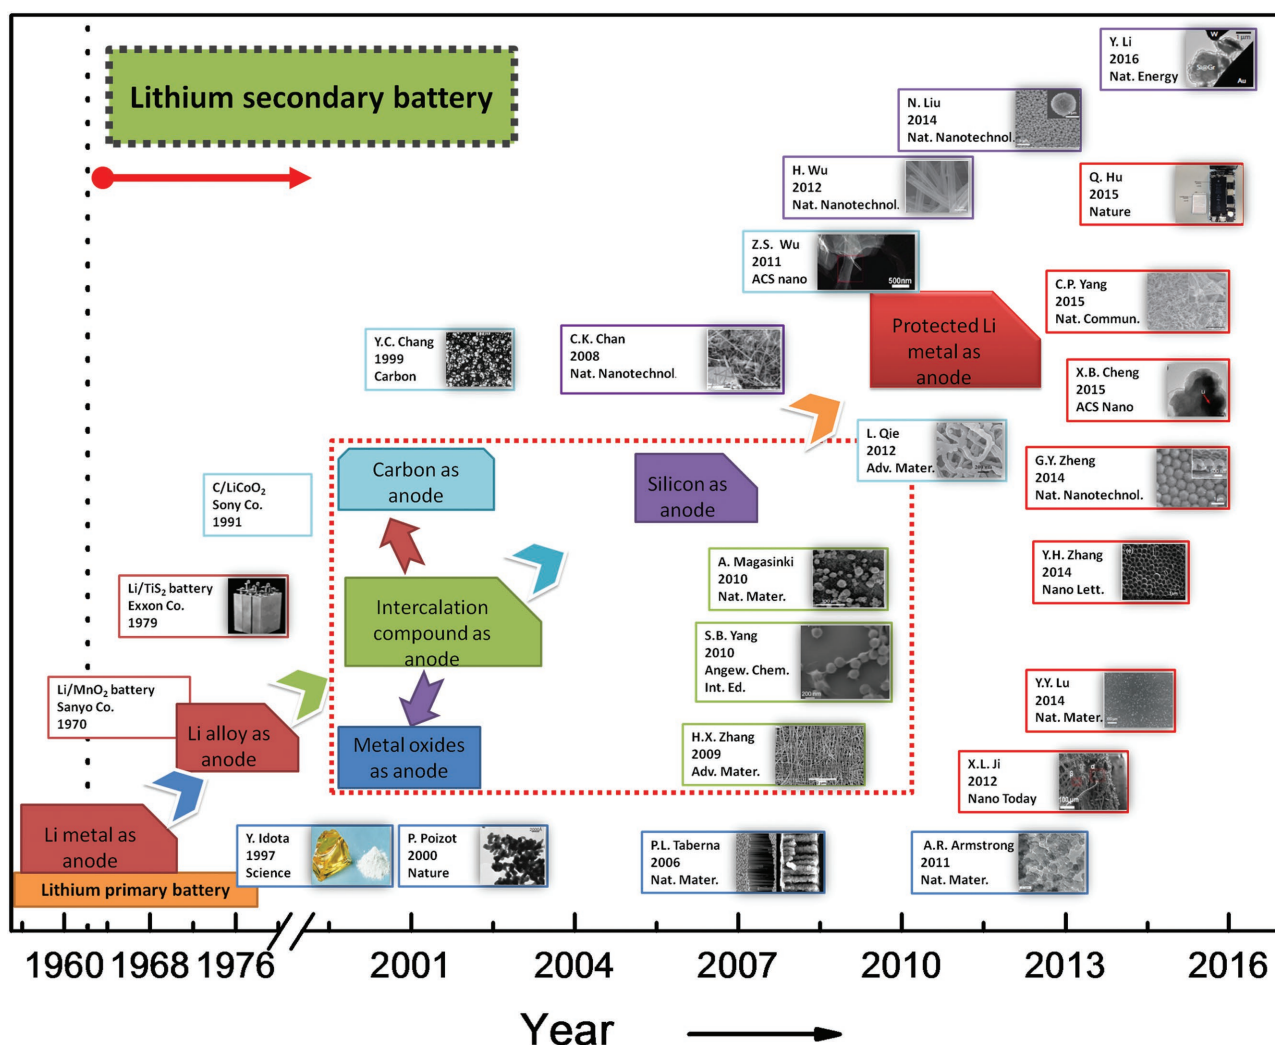 Lithium secondary battery
Y. Li
2016
Nat. Energy
W
1μm
Si@Gr
Au
N. Liu
2014
Nat. Nanotechnol.
H. Wu
2012
Nat. Nanotechnol.
Q. Hu
2015
Nature
Z.S. Wu
2011
ACS nano
500nm
C.P. Yang
2015
Nat. Commun.
Protected Li
metal as
anode
Y.C. Chang
1999
Carbon
C.K. Chan
2008
Nat. Nanotechnol.
X.B. Cheng
2015
ACS Nano
L. Qie
2012
Adv. Mater.
G.Y. Zheng
2014
Nat. Nanotechnol.
Carbon as
anode
Silicon as
anode
C/LiCoO₂
Sony Co.
1991
Li/TiS₂ battery
Exxon Co.
1979
Intercalation
compound as
anode
A. Magasinki
2010
Nat. Mater.
Y.H. Zhang
2014
Nano Lett.
S.B. Yang
2010
Angew. Chem.
Int. Ed.
200 nm
Li/MnO₂ battery
Sanyo Co.
1970
Li alloy as
anode
Metal oxides
as anode
H.X. Zhang
2009
Adv. Mater.
Y.Y. Lu
2014
Nat. Mater.
X.L. Ji
2012
Nano Today
100μm
Li metal as
anode
Lithium primary battery
Y. Idota
1997
Science
P. Poizot
2000
Nature
P.L. Taberna
2006
Nat. Mater.
A.R. Armstrong
2011
Nat. Mater.
1960 1968 1976 2001 2004 2007 2010 2013 2016
Year